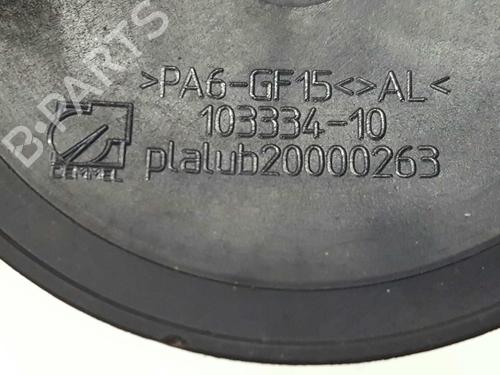 >PA6-GF15<>AL<
103334-10
plalub20000263
DEMMEL
B-PARTS